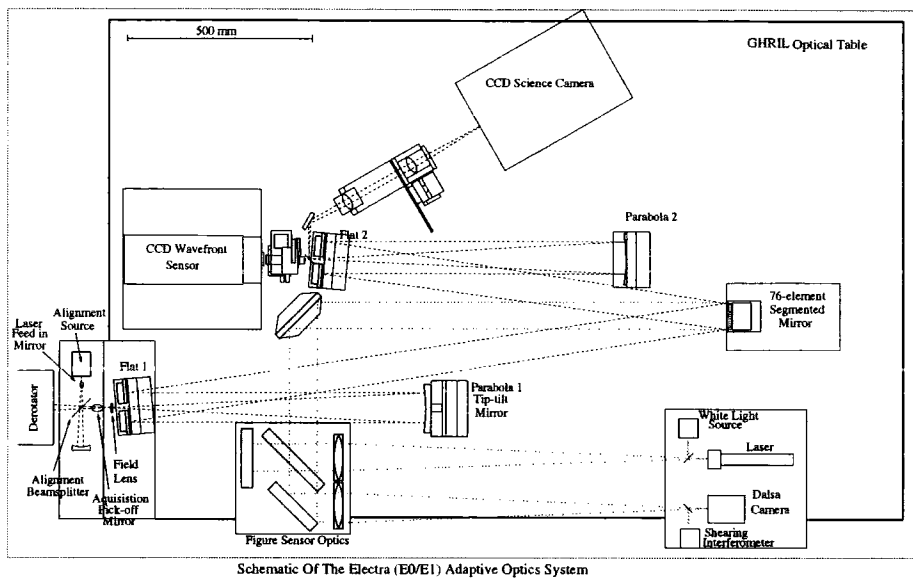 500 mm
GHRIL Optical Table
CCD Science Camera
Parabola 2
Flat 2
CCD Wavefront
Sensor
76-element
Segmented
Mirror
Alignment
Source
Laser
Feed in
Mirror
Flat 1
Derotator
Parabola 1
Tip-tilt
Mirror
White Light
Source
Laser
Field
Lens
Alignment
Beamsplitter
Acquisistion
Pick-off
Mirror
Dalsa
Camera
Figure Sensor Optics
Shearing
Interferometer
Schematic Of The Electra (E0/E1) Adaptive Optics System